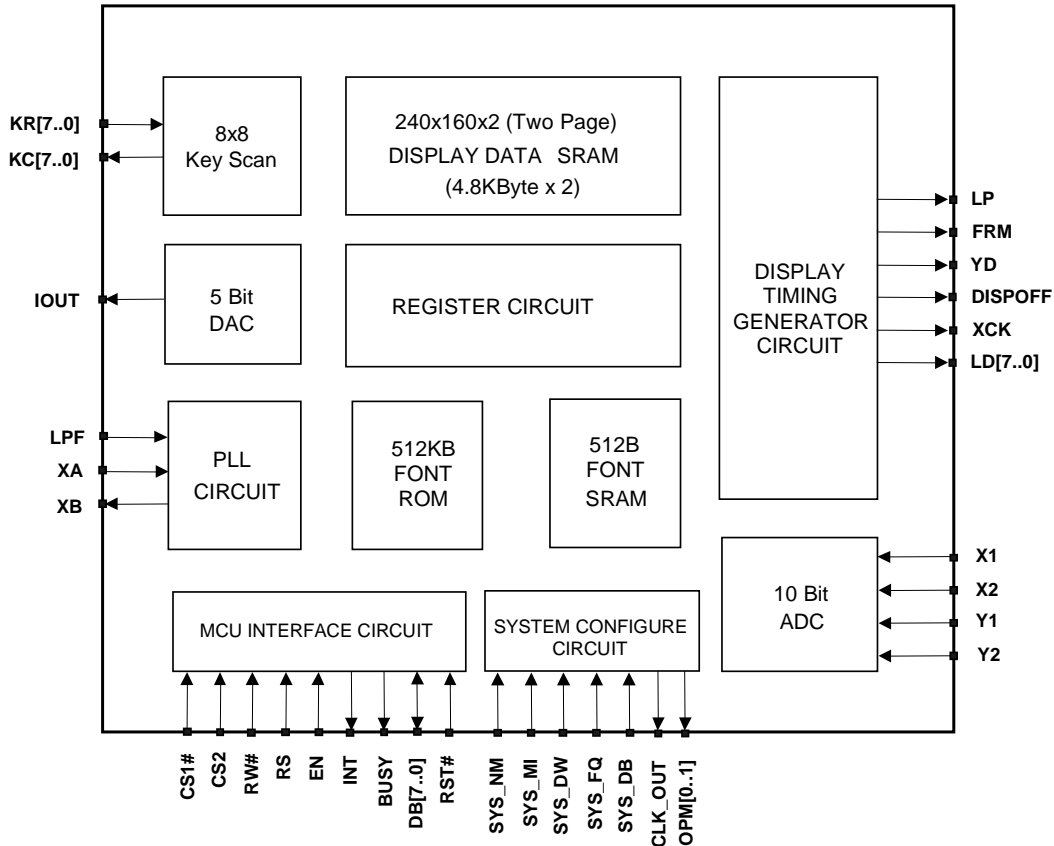 KR[7..0]
KC[7..0]
8x8
Key Scan
240x160x2 (Two Page)
DISPLAY DATA SRAM
(4.8KByte x 2)
IOUT
5 Bit
DAC
REGISTER CIRCUIT
DISPLAY
TIMING
GENERATOR
CIRCUIT
LP
FRM
YD
DISPOFF
XCK
LD[7..0]
LPF
XA
XB
PLL
CIRCUIT
512KB
FONT
ROM
512B
FONT
SRAM
10 Bit
ADC
X1
X2
Y1
Y2
MCU INTERFACE CIRCUIT
SYSTEM CONFIGURE
CIRCUIT
CS1#
CS2
RW#
RS
EN
INT
BUSY
DB[7..0]
RST#
SYS_NM
SYS_MI
SYS_DW
SYS_FQ
SYS_DB
CLK_OUT
OPM[0..1]